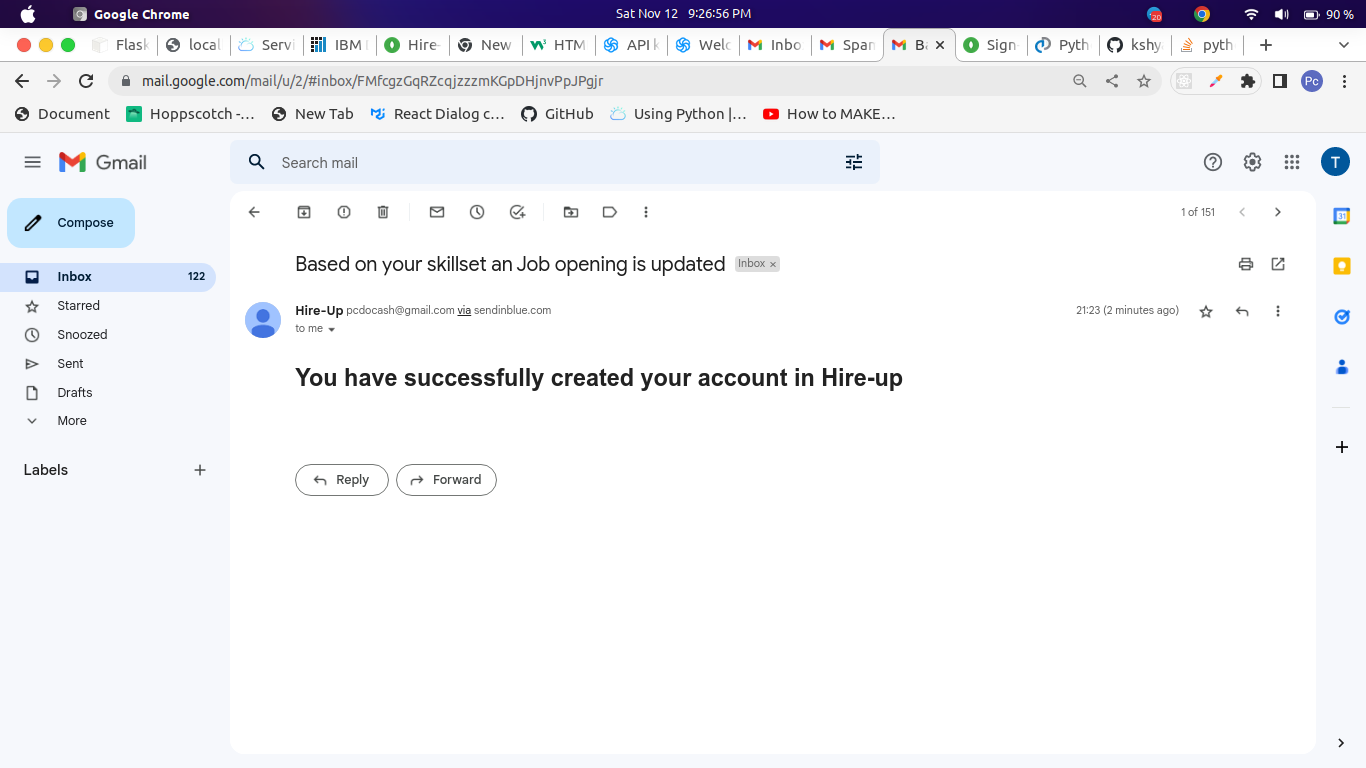 Google Chrome
Sat Nov 12 9:26:56 PM
20
90 %
Flask
local
Servi
IBM
Hire-
New
HTM
API k
Welc
Inbo
Spam
Ba
Sign-
Pyth
kshy
pyth
mail.google.com/mail/u/2/#inbox/FMfcgzGqRZcqjzzzmKGpDHjnvPpJPgjr
Pc
Document
Hoppscotch -...
New Tab
React Dialog c...
GitHub
Using Python |...
How to MAKE...
Gmail
Search mail
T
Compose
1 of 151
31
Inbox 122
Starred
Snoozed
Sent
Drafts
More
Labels
Based on your skillset an Job opening is updated
Inbox ×
Hire-Up pcdocash@gmail.com via sendinblue.com
21:23 (2 minutes ago)
to me
You have successfully created your account in Hire-up
Reply
Forward